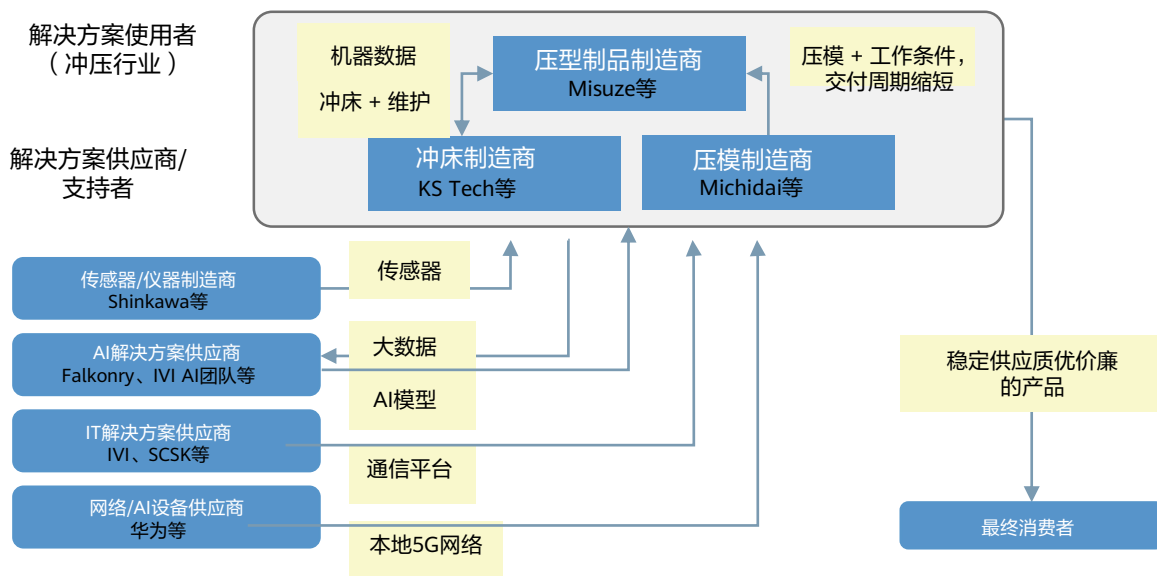 解决方案使用者
（冲压行业）
机器数据
冲床 + 维护
压型制品制造商
Misuze等
压模 + 工作条件，
交付周期缩短
解决方案供应商/
支持者
冲床制造商
KS Tech等
压模制造商
Michidai等
传感器/仪器制造商
Shinkawa等
传感器
AI解决方案供应商
Falkonry、IVI AI团队等
大数据
AI模型
稳定供应质优价廉
的产品
IT解决方案供应商
IVI、SCSK等
通信平台
网络/AI设备供应商
华为等
本地5G网络
最终消费者